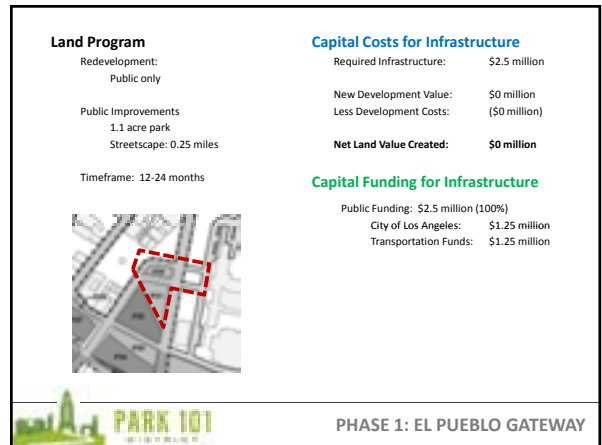 Land Program
Redevelopment:
Public only
Public Improvements
1.1 acre park
Streetscape: 0.25 miles
Timeframe: 12-24 months
Capital Costs for Infrastructure
Required Infrastructure: $2.5 million
New Development Value: $0 million
Less Development Costs: ($0 million)
Net Land Value Created: $0 million
Capital Funding for Infrastructure
Public Funding: $2.5 million (100%)
City of Los Angeles: $1.25 million
Transportation Funds: $1.25 million
PARK 101
DISTRICT
PHASE 1: EL PUEBLO GATEWAY